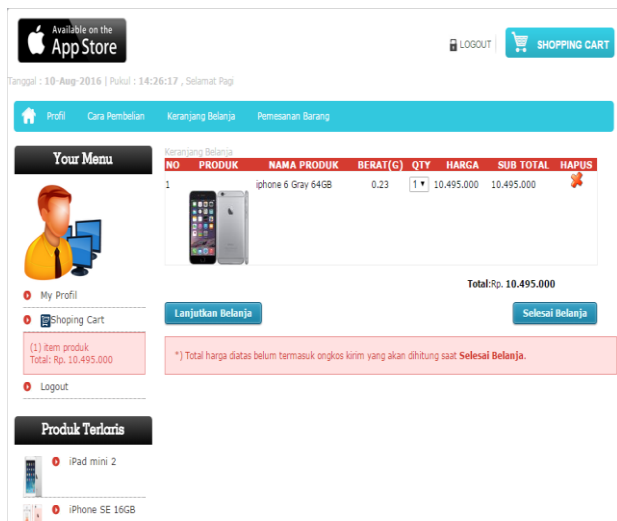 Available on the
App Store
LOGOUT
SHOPPING CART
Tanggal : 10-Aug-2016 | Pukul : 14:26:17 , Selamat Pagi
Profil Cara Pembelian Keranjang Belanja Pemesanan Barang
Your Menu
My Profil
Shoping Cart
(1) item produk
Total: Rp. 10.495.000
Logout
Produk Terlaris
iPad mini 2
iPhone SE 16GB
Keranjang Belanja
NO PRODUK NAMA PRODUK BERAT(G) QTY HARGA SUB TOTAL HAPUS
1 iphone 6 Gray 64GB 0.23 1 10.495.000 10.495.000
Total:Rp. 10.495.000
Lanjutkan Belanja Selesai Belanja
*) Total harga diatas belum termasuk ongkos kirim yang akan dihitung saat Selesai Belanja.